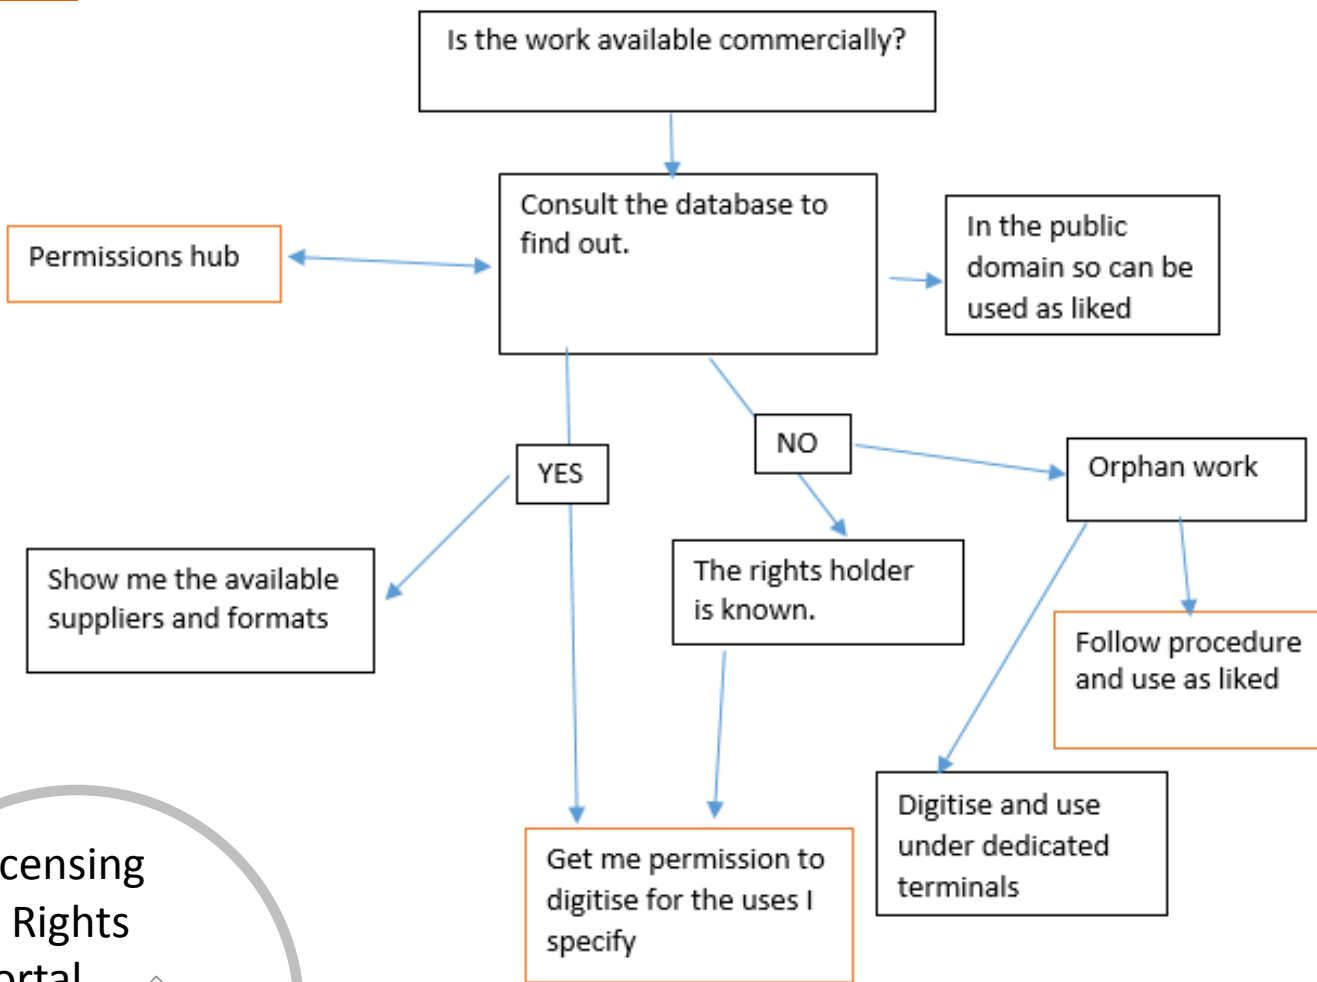 Is the work available commercially?
Consult the database to
find out.
Permissions hub
In the public
domain so can be
used as liked
NO
YES
Orphan work
Show me the available
suppliers and formats
The rights holder
is known.
Follow procedure
and use as liked
Digitise and use
under dedicated
terminals
Get me permission to
digitise for the uses I
specify
censing
Rights
ortal